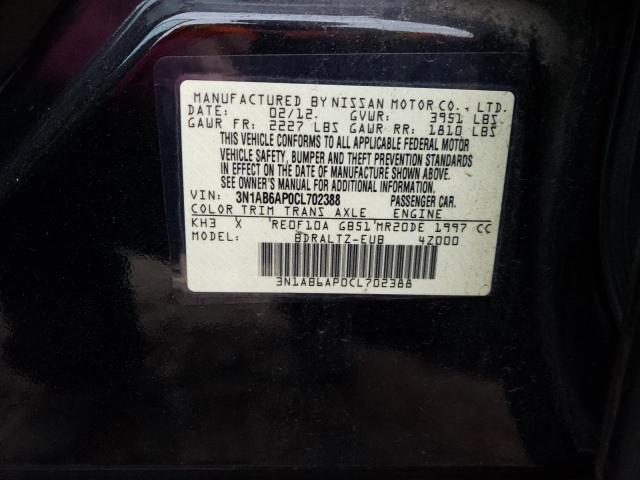 MANUFACTURED BY NISSAN MOTOR CO., LTD.
DATE: 02/12. GVWR: 3951 LBS
GAWR FR: 2227 LBS GAWR RR: 1810 LBS
THIS VEHICLE CONFORMS TO ALL APPLICABLE FEDERAL MOTOR
VEHICLE SAFETY, BUMPER AND THEFT PREVENTION STANDARDS
IN EFFECT ON THE DATE OF MANUFACTURE SHOWN ABOVE.
SEE OWNER'S MANUAL FOR ADDITIONAL INFORMATION.
VIN: 3N1AB6AP0CL702388 PASSENGER CAR.
COLOR TRIM TRANS AXLE ENGINE
KH3 X RE0F10A GB51 MR20DE 1997 CC
MODEL: BDRALTZ-EUB 4Z000
3N1AB6AP0CL702388